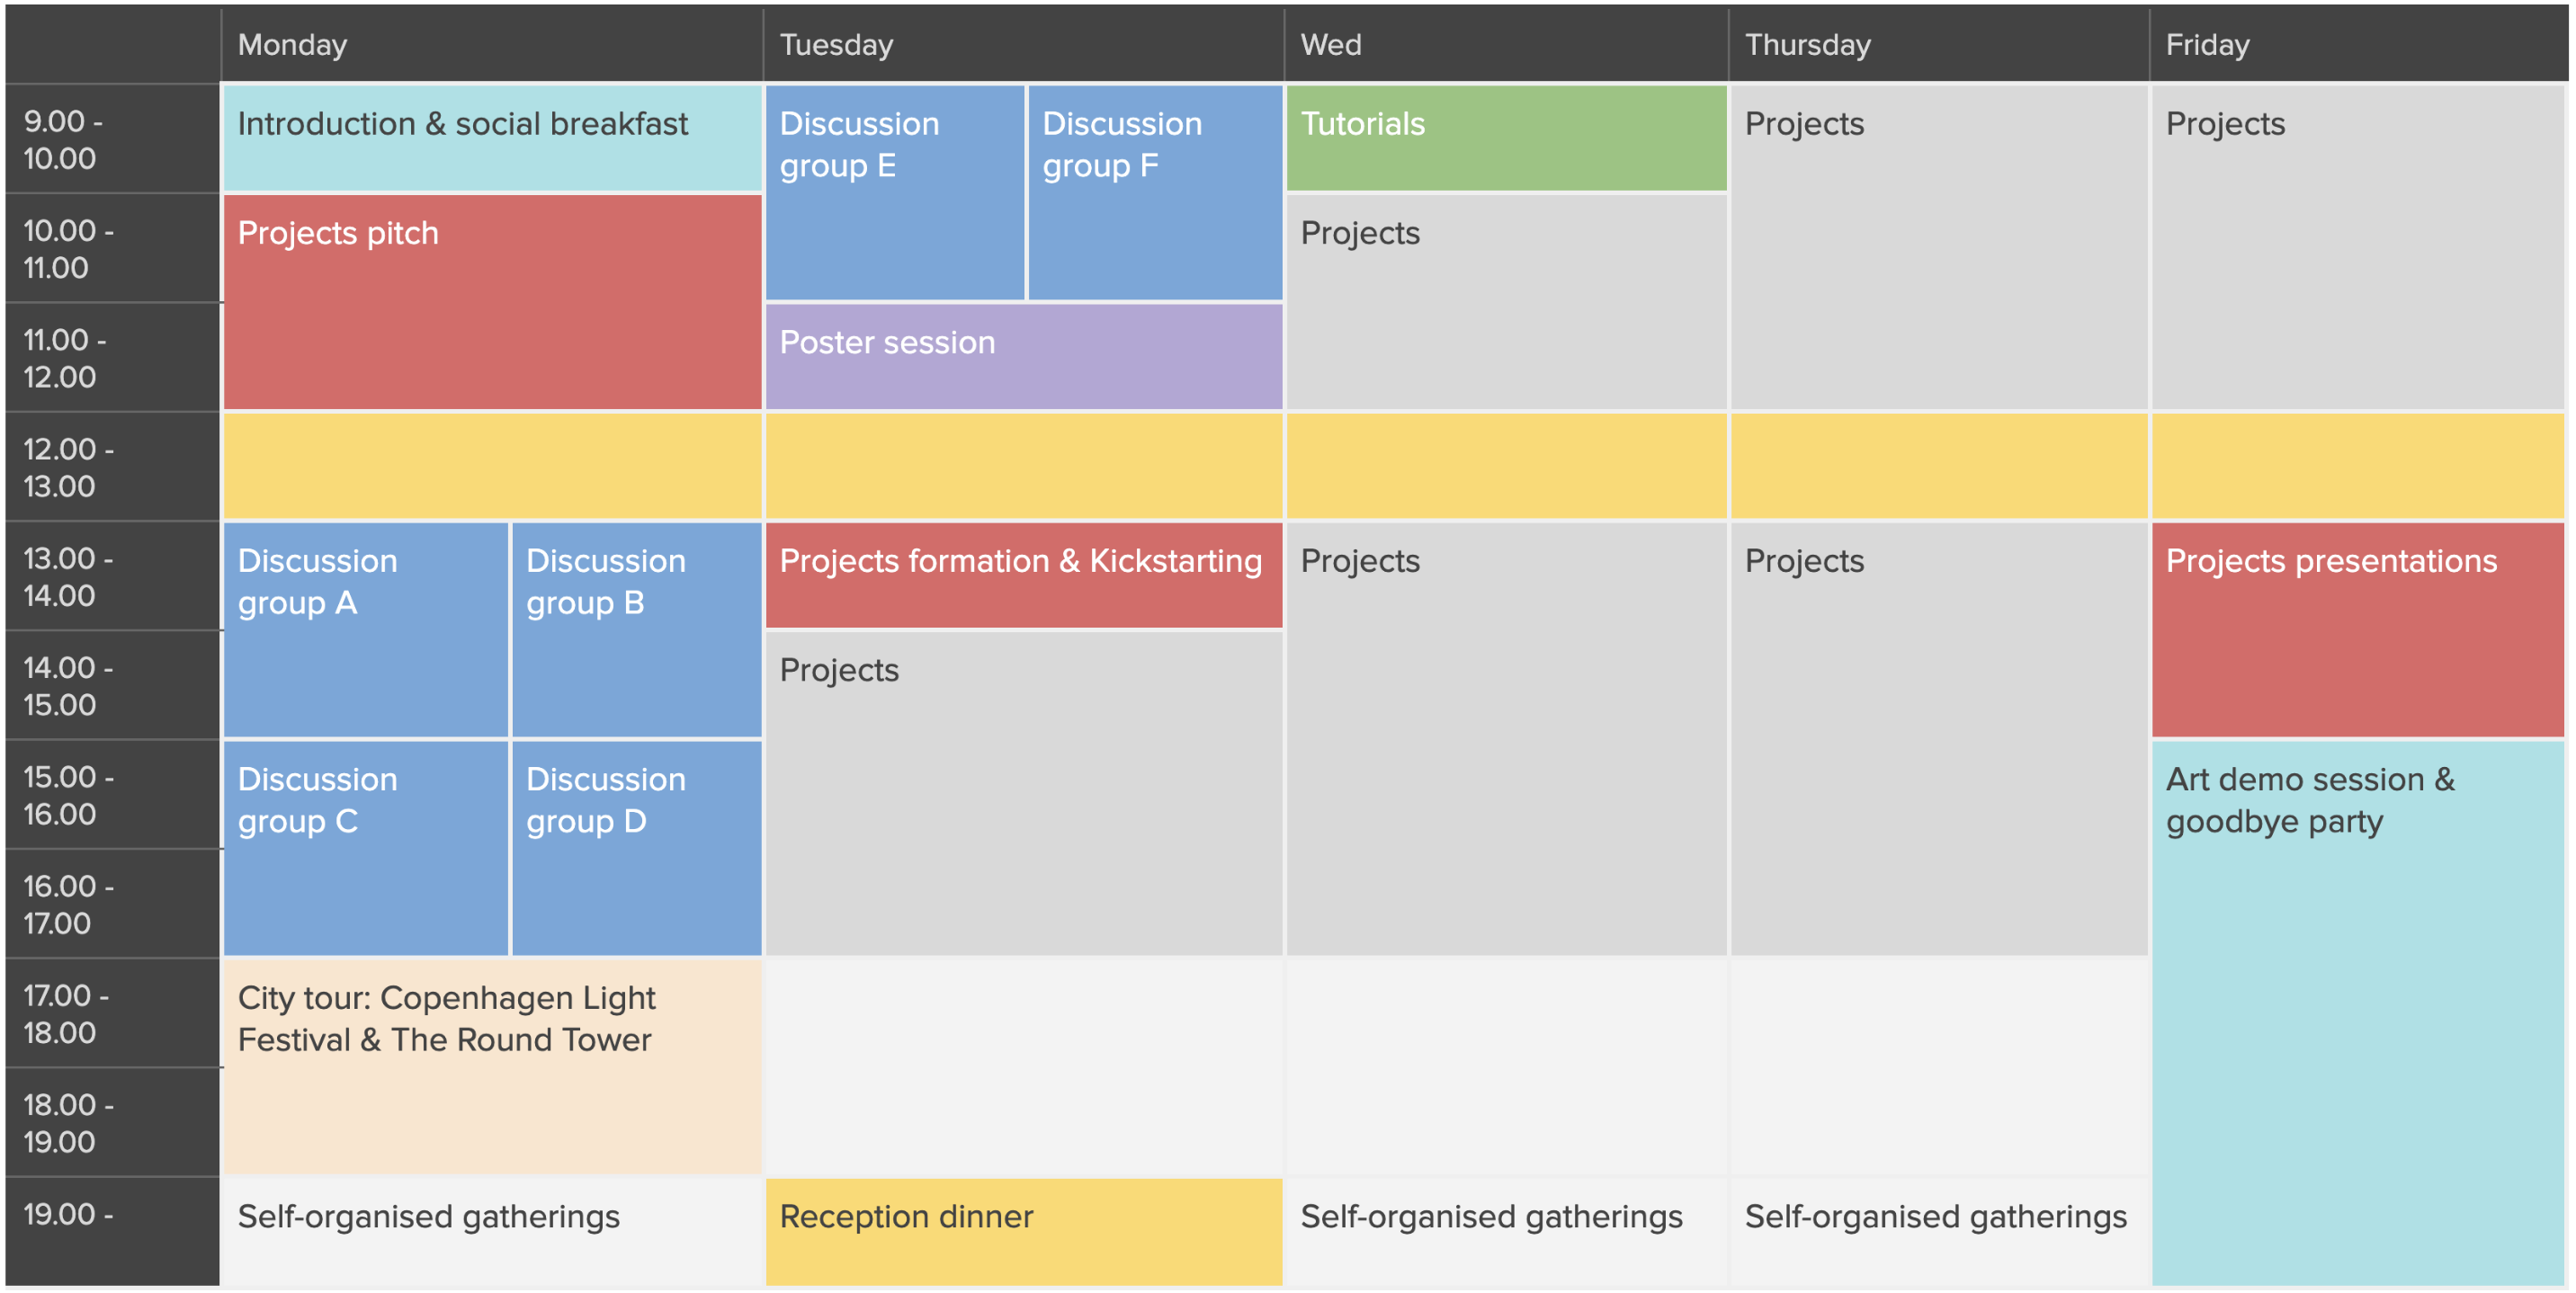 Monday
Tuesday
Wed
Thursday
Friday
9.00 -
10.00
Introduction & social breakfast
Discussion
group E
Discussion
group F
Tutorials
Projects
Projects
10.00 -
11.00
Projects pitch
Projects
11.00 -
12.00
Poster session
12.00 -
13.00
13.00 -
14.00
Discussion
group A
Discussion
group B
Projects formation & Kickstarting
Projects
Projects
Projects presentations
14.00 -
15.00
Projects
15.00 -
16.00
Discussion
group C
Discussion
group D
Art demo session &
goodbye party
16.00 -
17.00
17.00 -
18.00
City tour: Copenhagen Light
Festival & The Round Tower
18.00 -
19.00
19.00 -
Self-organised gatherings
Reception dinner
Self-organised gatherings
Self-organised gatherings